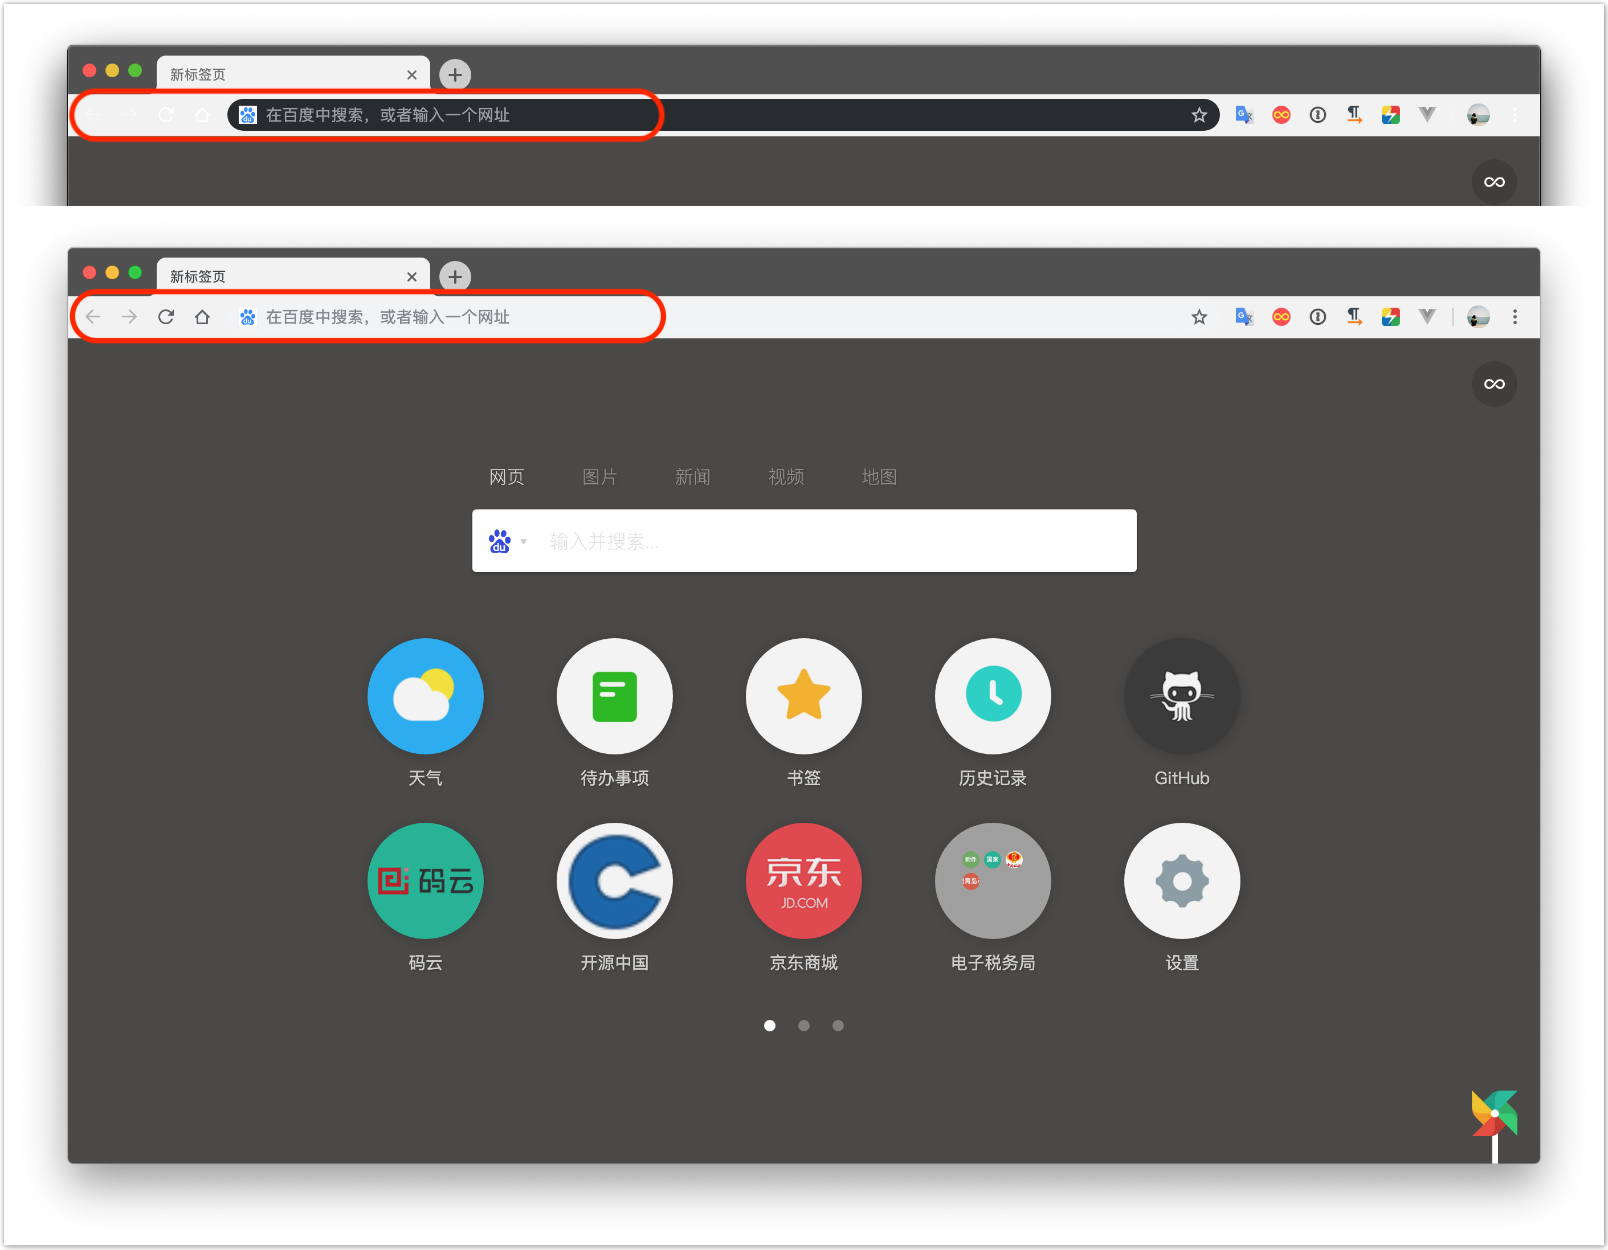 新标签页
在百度中搜索，或者输入一个网址
新标签页
在百度中搜索，或者输入一个网址
网页 图片 新闻 视频 地图
du 输入并搜索...
天气 待办事项 书签 历史记录 GitHub
码云
京东
JD.COM
国家
码云 开源中国 京东商城 电子税务局 设置